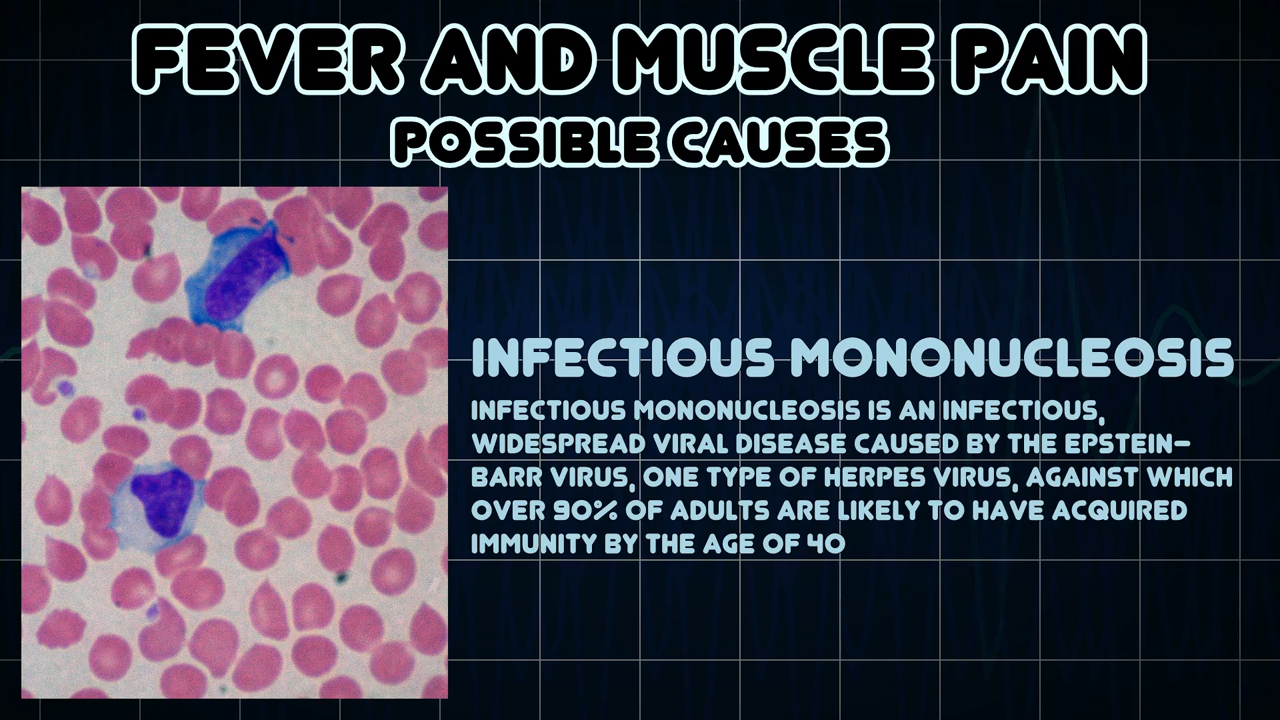 FEVER AND MUSCLE PAIN
POSSIBLE CAUSES
INFECTIOUS MONONUCLEOSIS
INFECTIOUS MONONUCLEOSIS IS AN INFECTIOUS,
WIDESPREAD VIRAL DISEASE CAUSED BY THE EPSTEIN-
BARR VIRUS, ONE TYPE OF HERPES VIRUS, AGAINST WHICH
OVER 90% OF ADULTS ARE LIKELY TO HAVE ACQUIRED
IMMUNITY BY THE AGE OF 40